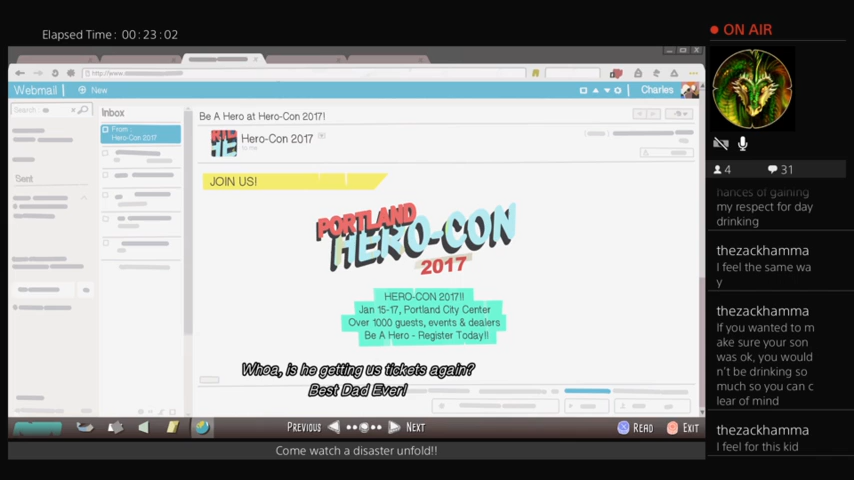 Elapsed Time : 00:23:02
ON AIR
http://www.
Webmail
New
Charles
Search...
Inbox
Be A Hero at Hero-Con 2017!
From :
Hero-Con 2017
Hero-Con 2017
to me
Sent
JOIN US!
PORTLAND
HERO-CON
2017
HERO-CON 2017!!
Jan 15-17, Portland City Center
Over 1000 guests, events & dealers
Be A Hero - Register Today!!
Whoa, is he getting us tickets again?
Best Dad Ever!
Previous
Next
Read
Exit
Come watch a disaster unfold!!
4
31
hances of gaining
my respect for day
drinking
thezackhamma
I feel the same wa
y
thezackhamma
If you wanted to m
ake sure your son
was ok, you would
n't be drinking so
much so you can c
lear of mind
thezackhamma
I feel for this kid